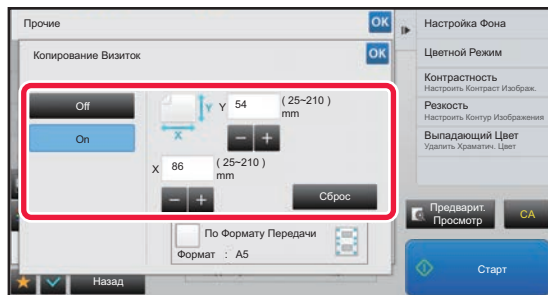 Прочие
OK
Копирование Визиток
OK
Off
On
Y
X
Y 54 ( 25~210 )
mm
− +
X 86 ( 25~210 )
mm
− +
Сброс
По Формату Передачи
Формат : A5
Назад
Настройка Фона
Цветной Режим
Контрастность
Настроить Контраст Изображ.
Резкость
Настроить Контур Изображения
Выпадающий Цвет
Удалить Храматич. Цвет
Предварит.
Просмотр
CA
Старт